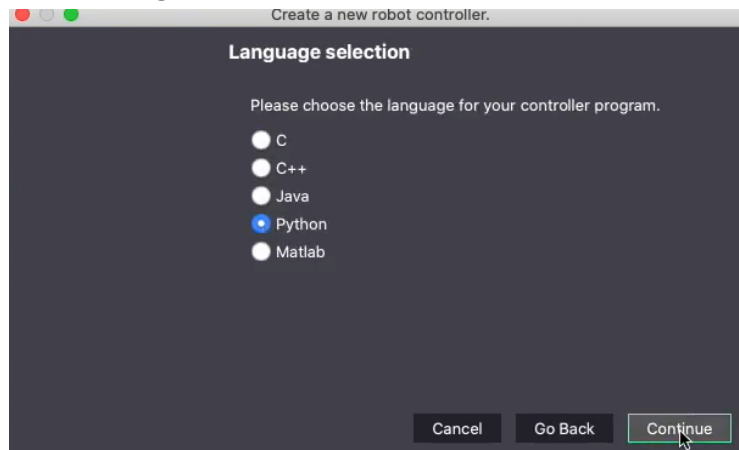 Create a new robot controller.
Language selection
Please choose the language for your controller program.
C
C++
Java
Python
Matlab
Cancel Go Back Continue